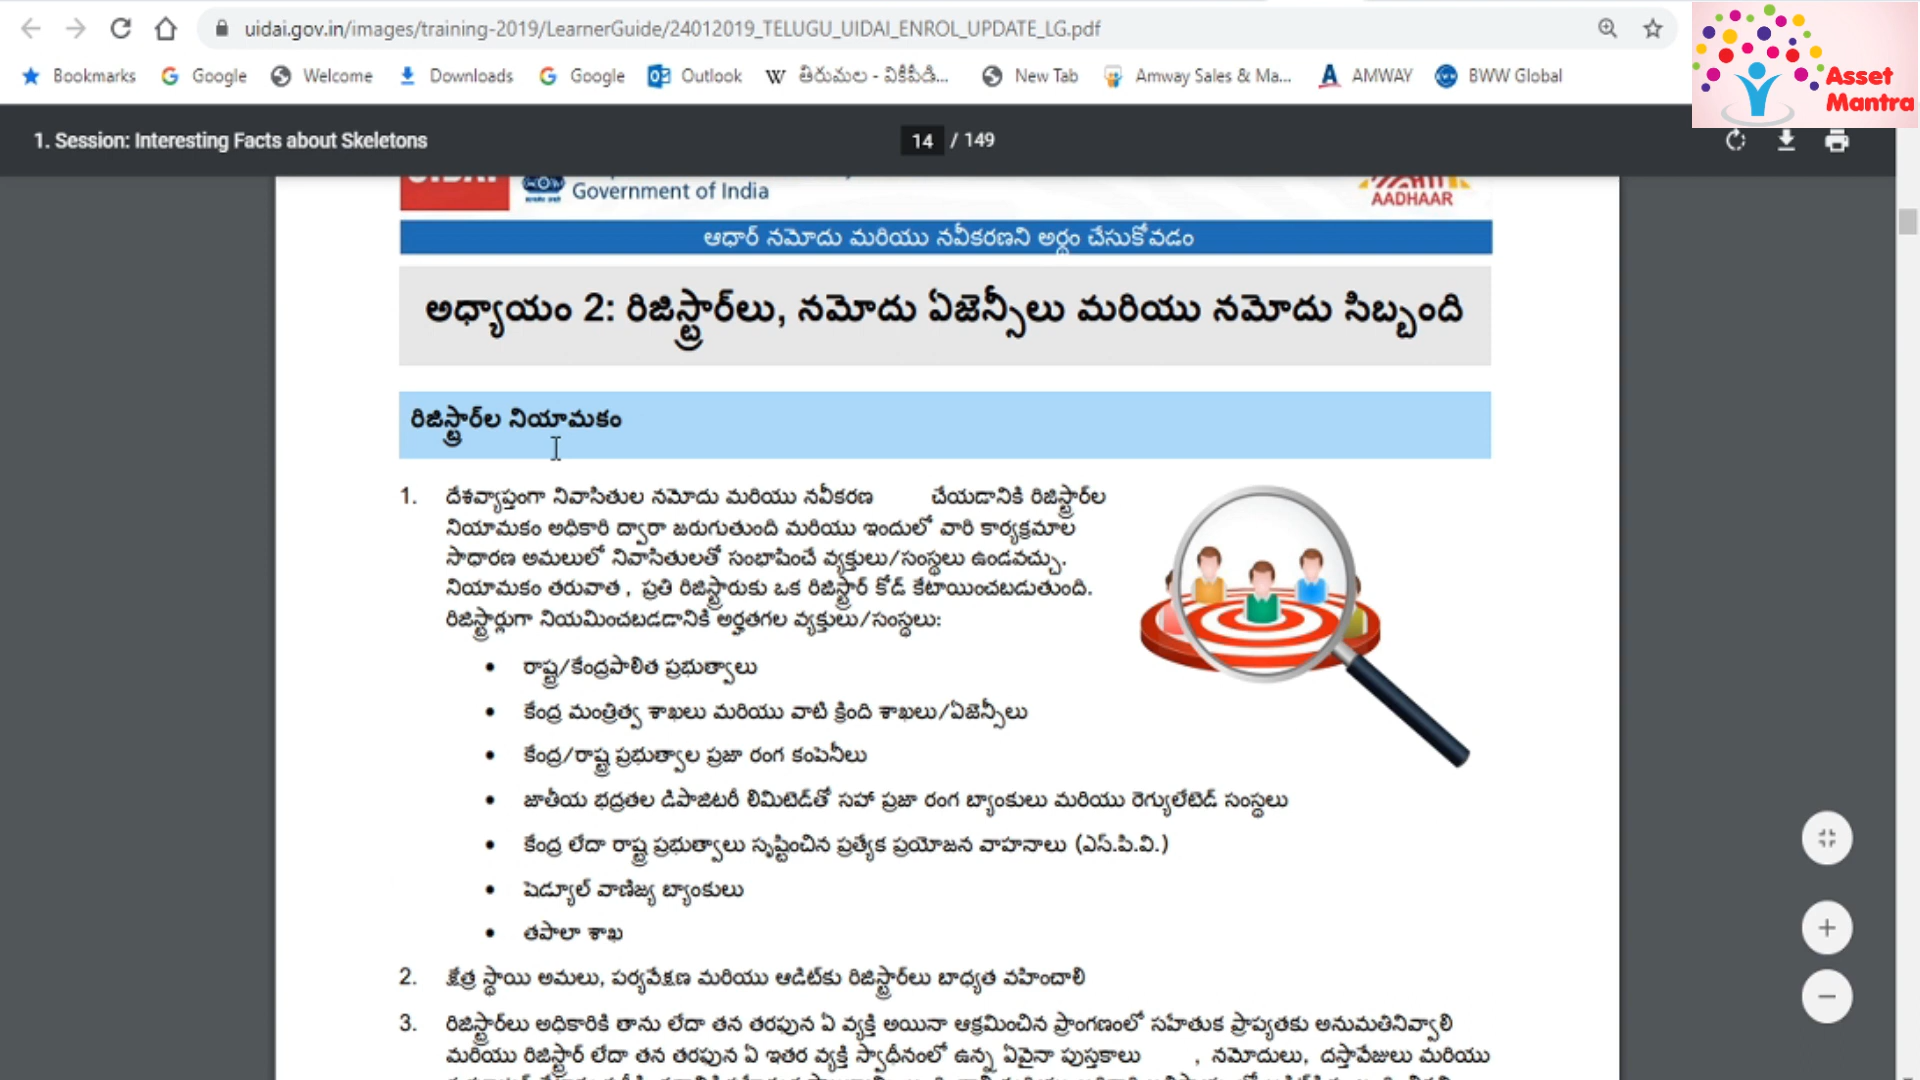 uidai.gov.in/images/training-2019/LearnerGuide/24012019_TELUGU_UIDAI_ENROL_UPDATE_LG.pdf
Bookmarks Google Welcome Downloads Google Outlook తిరుమల - వికీపీడి... New Tab Amway Sales & Ma... AMWAY BWW Global
Asset
Mantra
1. Session: Interesting Facts about Skeletons
14 / 149
Government of India
AADHAAR
ఆధార్ నమోదు మరియు నవీకరణని అర్థం చేసుకోవడం
అధ్యాయం 2: రిజిస్ట్రార్‌లు, నమోదు ఏజెన్సీలు మరియు నమోదు సిబ్బంది
రిజిస్ట్రార్‌ల నియామకం
1. దేశవ్యాప్తంగా నివాసితుల నమోదు మరియు నవీకరణ చేయడానికి రిజిస్ట్రార్‌ల
నియామకం అధికారి ద్వారా జరుగుతుంది మరియు ఇందులో వారి కార్యక్రమాల
సాధారణ అమలులో నివాసితులతో సంభాషించే వ్యక్తులు/సంస్థలు ఉండవచ్చు.
నియామకం తరువాత , ప్రతి రిజిస్ట్రారుకు ఒక రిజిస్ట్రార్ కోడ్ కేటాయించబడుతుంది.
రిజిస్ట్రార్లుగా నియమించబడడానికి అర్హతగల వ్యక్తులు/సంస్థలు:
• రాష్ట్ర/కేంద్రపాలిత ప్రభుత్వాలు
• కేంద్ర మంత్రిత్వ శాఖలు మరియు వాటి క్రింది శాఖలు/ఏజెన్సీలు
• కేంద్ర/రాష్ట్ర ప్రభుత్వాల ప్రజా రంగ కంపెనీలు
• జాతీయ భద్రతల డిపాజిటరీ లిమిటెడ్‌తో సహా ప్రజా రంగ బ్యాంకులు మరియు రెగ్యులేటెడ్ సంస్థలు
• కేంద్ర లేదా రాష్ట్ర ప్రభుత్వాలు సృష్టించిన ప్రత్యేక ప్రయోజన వాహనాలు (ఎస్.పి.వి.)
• షెడ్యూల్ వాణిజ్య బ్యాంకులు
• తపాలా శాఖ
2. క్షేత్ర స్థాయి అమలు, పర్యవేక్షణ మరియు ఆడిట్‌కు రిజిస్ట్రార్‌లు బాధ్యత వహించాలి
3. రిజిస్ట్రార్‌లు అధికారికి తాను లేదా తన తరపున ఏ వ్యక్తి అయినా ఆక్రమించిన ప్రాంగణంలో సహేతుక ప్రాప్యతకు అనుమతినివ్వాలి
మరియు రిజిస్ట్రార్ లేదా తన తరపున ఏ ఇతర వ్యక్తి స్వాధీనంలో ఉన్న ఏవైనా పుస్తకాలు , నమోదులు, దస్తావేజులు మరియు